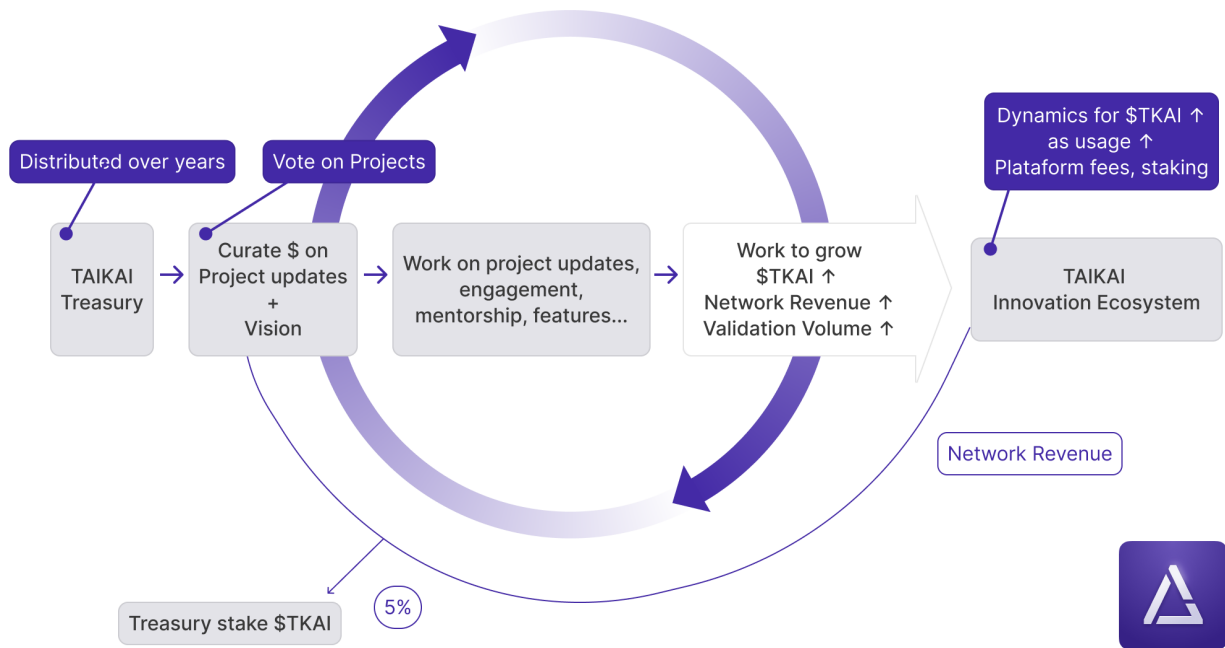 Distributed over years
Vote on Projects
Dynamics for $TKAI ↑
as usage ↑
Plataform fees, staking
TAIKAI
Treasury
Curate $ on
Project updates
+
Vision
Work on project updates,
engagement,
mentorship, features...
Work to grow
$TKAI ↑
Network Revenue ↑
Validation Volume ↑
TAIKAI
Innovation Ecosystem
Network Revenue
5%
Treasury stake $TKAI